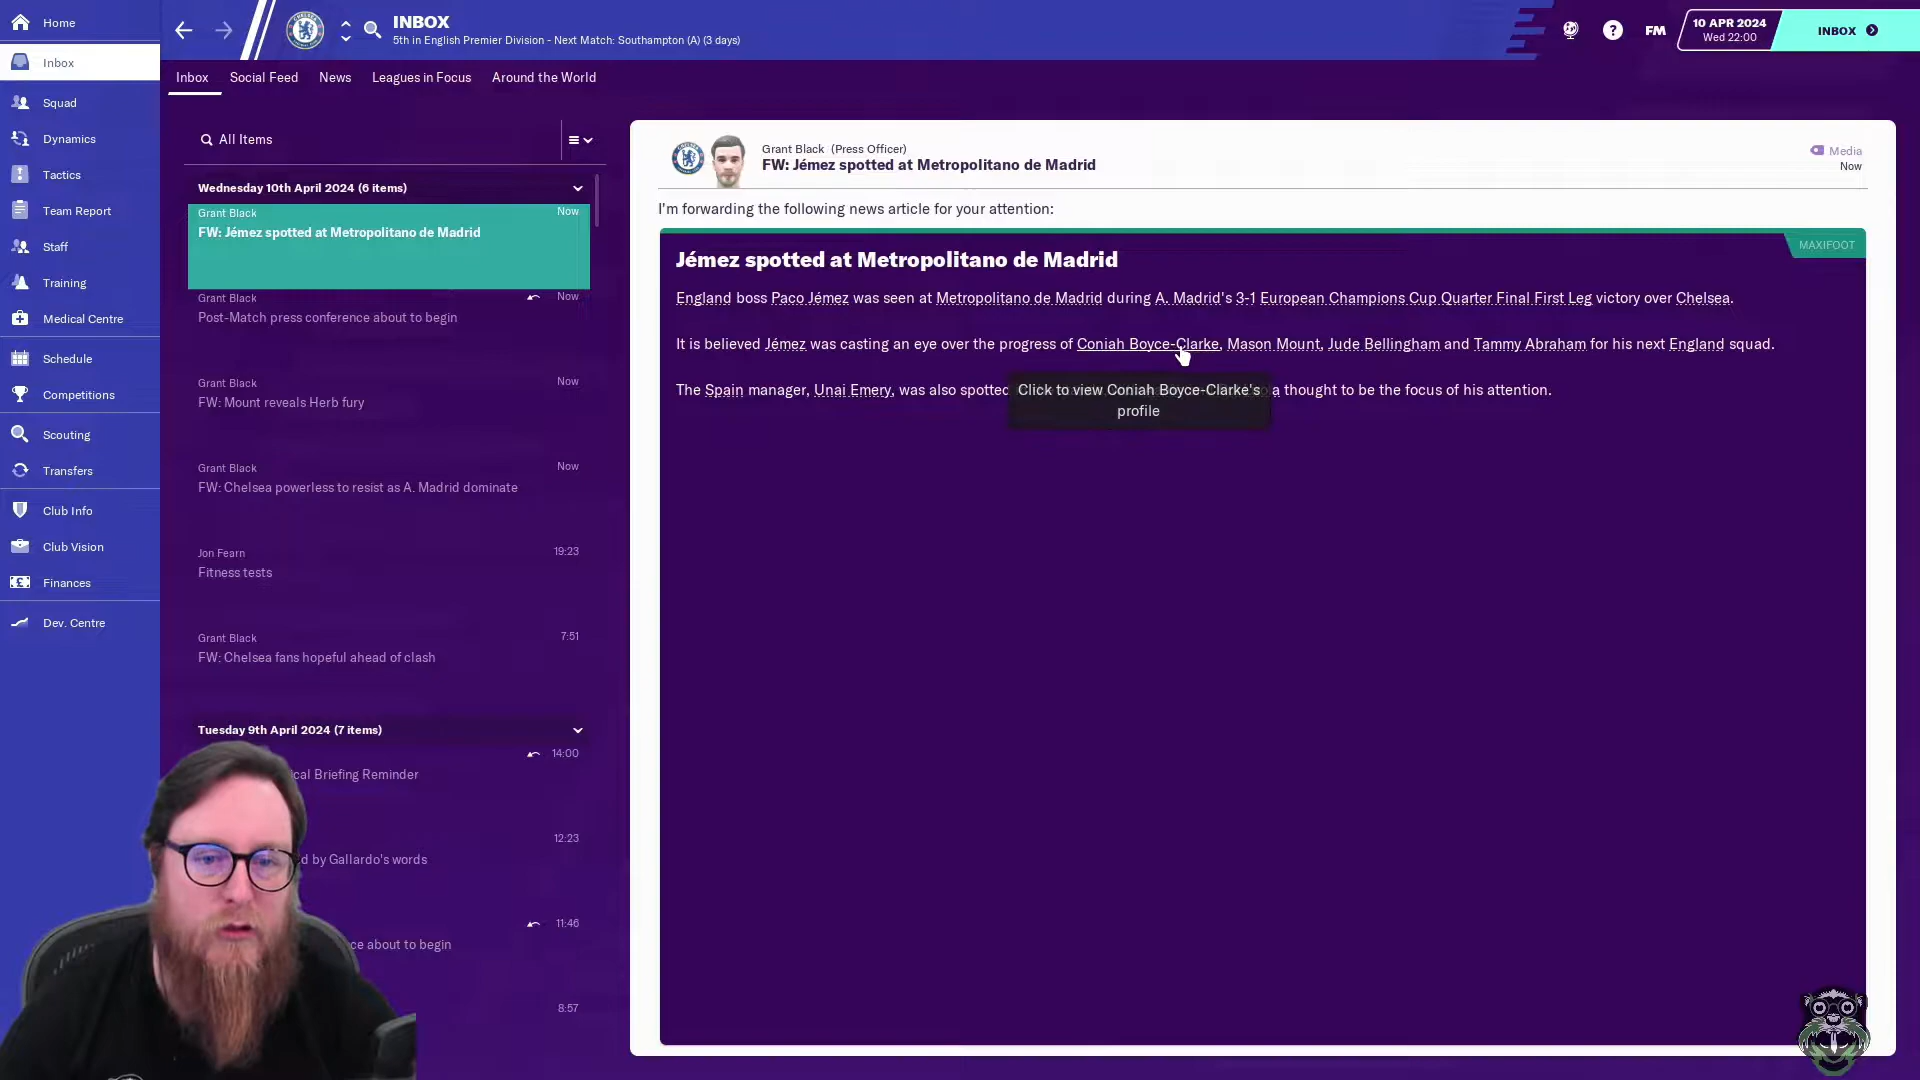 Home
Inbox
Squad
Dynamics
Tactics
Team Report
Staff
Training
Medical Centre
Schedule
Competitions
Scouting
Transfers
Club Info
Club Vision
Finances
Dev. Centre
INBOX
5th in English Premier Division - Next Match: Southampton (A) (3 days)
FM
10 APR 2024
Wed 22:00
INBOX
Inbox
Social Feed
News
Leagues in Focus
Around the World
All Items
Wednesday 10th April 2024 (6 items)
Grant Black
Now
FW: Jémez spotted at Metropolitano de Madrid
Grant Black
Now
Post-Match press conference about to begin
Grant Black
Now
FW: Mount reveals Herb fury
Grant Black
Now
FW: Chelsea powerless to resist as A. Madrid dominate
Jon Fearn
19:23
Fitness tests
Grant Black
7:51
FW: Chelsea fans hopeful ahead of clash
Tuesday 9th April 2024 (7 items)
14:00
cal Briefing Reminder
12:23
d by Gallardo's words
11:46
ce about to begin
8:57
Grant Black (Press Officer)
FW: Jémez spotted at Metropolitano de Madrid
Media
Now
I'm forwarding the following news article for your attention:
MAXIFOOT
Jémez spotted at Metropolitano de Madrid
England boss Paco Jémez was seen at Metropolitano de Madrid during A. Madrid's 3-1 European Champions Cup Quarter Final First Leg victory over Chelsea.
It is believed Jémez was casting an eye over the progress of Coniah Boyce-Clarke, Mason Mount, Jude Bellingham and Tammy Abraham for his next England squad.
The Spain manager, Unai Emery, was also spotted a thought to be the focus of his attention.
Click to view Coniah Boyce-Clarke's
profile